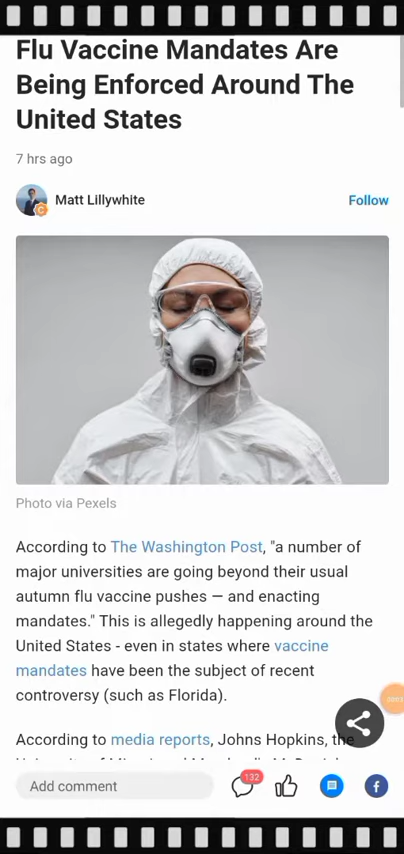 Flu Vaccine Mandates Are
Being Enforced Around The
United States
7 hrs ago
Matt Lillywhite
Follow
Photo via Pexels
According to The Washington Post, "a number of
major universities are going beyond their usual
autumn flu vaccine pushes — and enacting
mandates." This is allegedly happening around the
United States - even in states where vaccine
mandates have been the subject of recent
controversy (such as Florida).
According to media reports, Johns Hopkins, the
132
Add comment